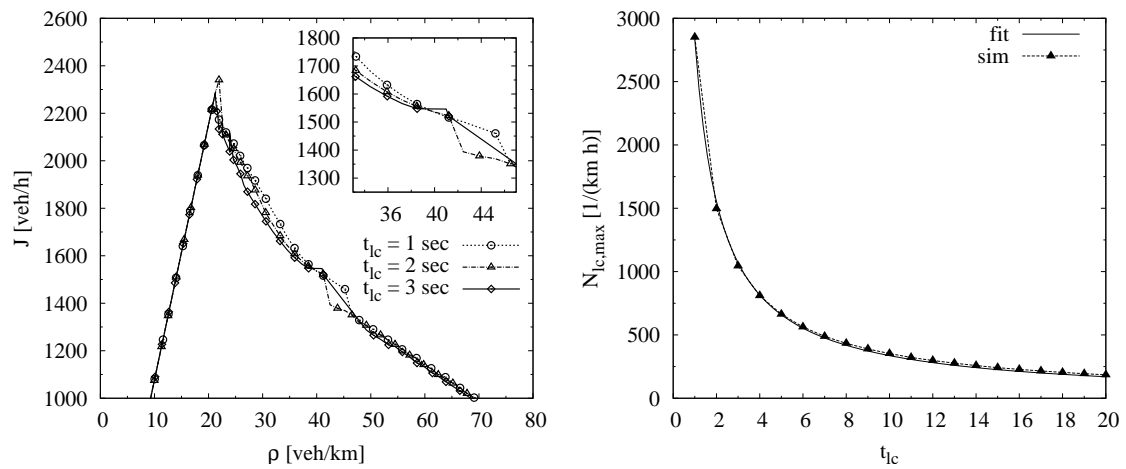 2600
2400
2200
2000
1800
1600
1400
1200
1000
J [veh/h]
0 10 20 30 40 50 60 70 80
ρ [veh/km]
1800
1700
1600
1500
1400
1300
36 40 44
t_lc = 1 sec
t_lc = 2 sec
t_lc = 3 sec
3000
2500
2000
1500
1000
500
0
N_lc,max [1/(km h)]
fit
sim
0 2 4 6 8 10 12 14 16 18 20
t_lc